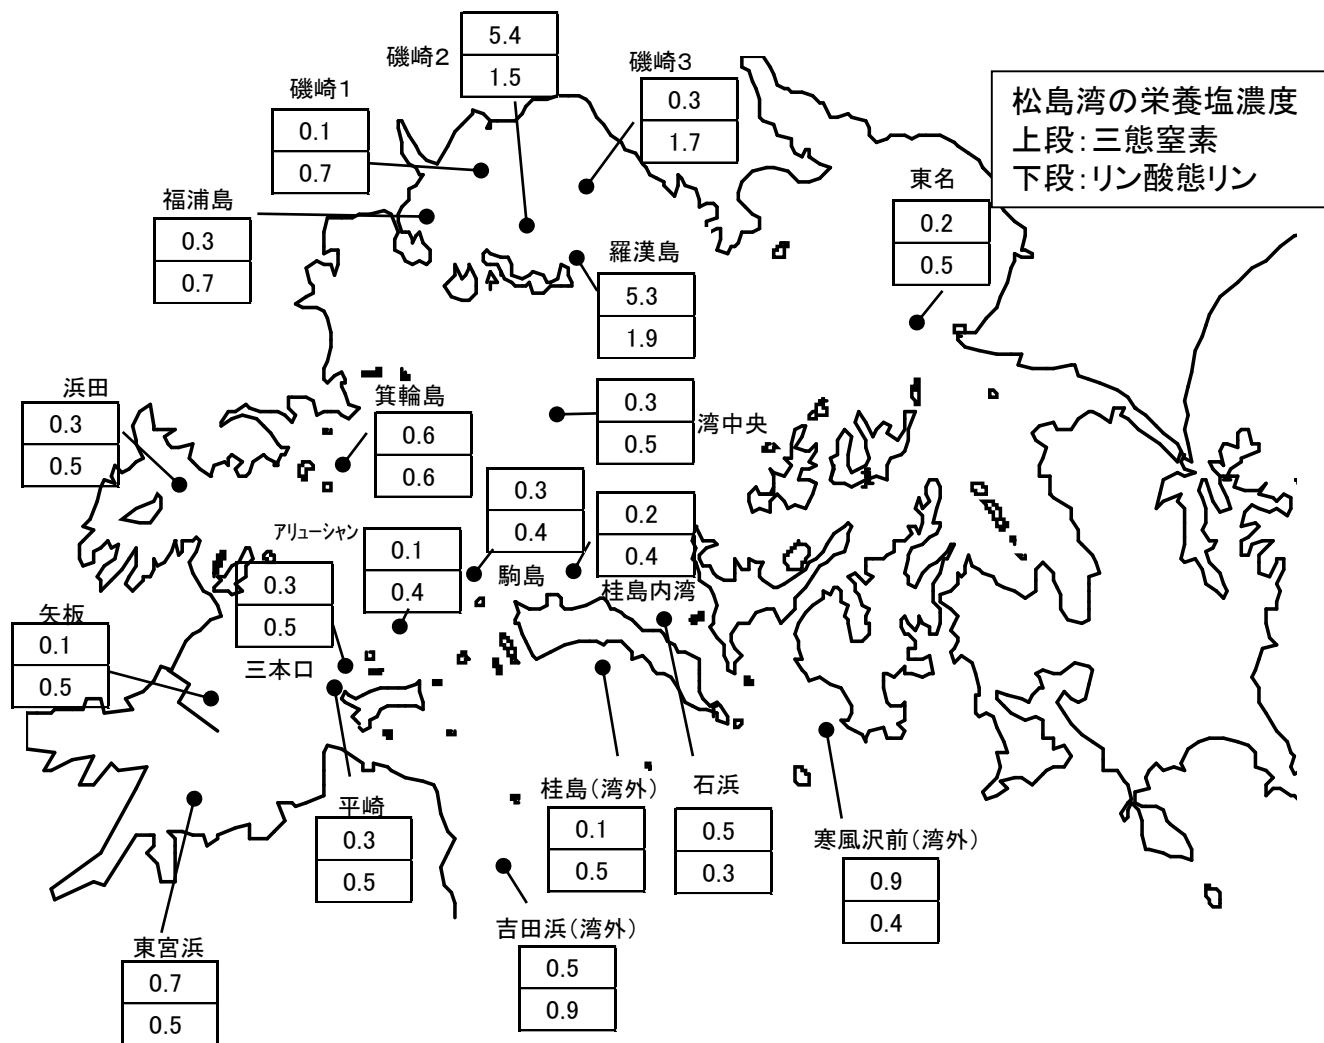 磯崎2
5.4
1.5
磯崎3
0.3
1.7
磯崎1
0.1
0.7
松島湾の栄養塩濃度
上段:三態窒素
下段:リン酸態リン
福浦島
0.3
0.7
東名
0.2
0.5
羅漢島
5.3
1.9
浜田
0.3
0.5
箕輪島
0.6
0.6
0.3
0.5
湾中央
0.3
0.4
駒島
0.2
0.4
桂島内湾
アリューシャン
0.1
0.4
0.3
0.5
三本口
矢板
0.1
0.5
平崎
0.3
0.5
桂島(湾外)
0.1
0.5
石浜
0.5
0.3
寒風沢前(湾外)
0.9
0.4
東宮浜
0.7
0.5
吉田浜(湾外)
0.5
0.9